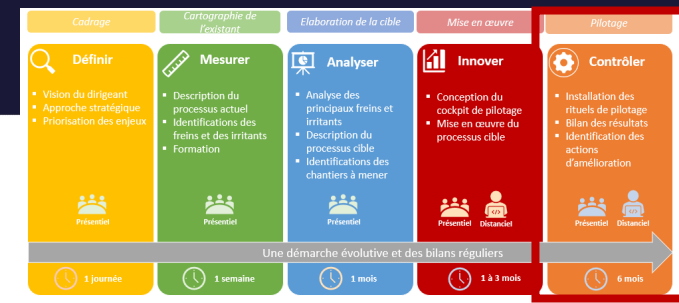 Cadrage
Cartographie de
l'existant
Elaboration de la cible
Mise en œuvre
Pilotage
Définir
▪ Vision du dirigeant
▪ Approche stratégique
▪ Priorisation des enjeux
Présentiel
Mesurer
▪ Description du
processus actuel
▪ Identifications des
freins et des irritants
▪ Formation
Présentiel
Analyser
▪ Analyse des
principaux freins et
irritants
▪ Description du
processus cible
▪ Identifications des
chantiers à mener
Présentiel
Innover
▪ Conception du
cockpit de pilotage
▪ Mise en œuvre du
processus cible
Présentiel Distanciel
Contrôler
▪ Installation des
rituels de pilotage
▪ Bilan des résultats
▪ Identification des
actions
d'amélioration
Présentiel Distanciel
Une démarche évolutive et des bilans réguliers
1 journée
1 semaine
1 mois
1 à 3 mois
6 mois